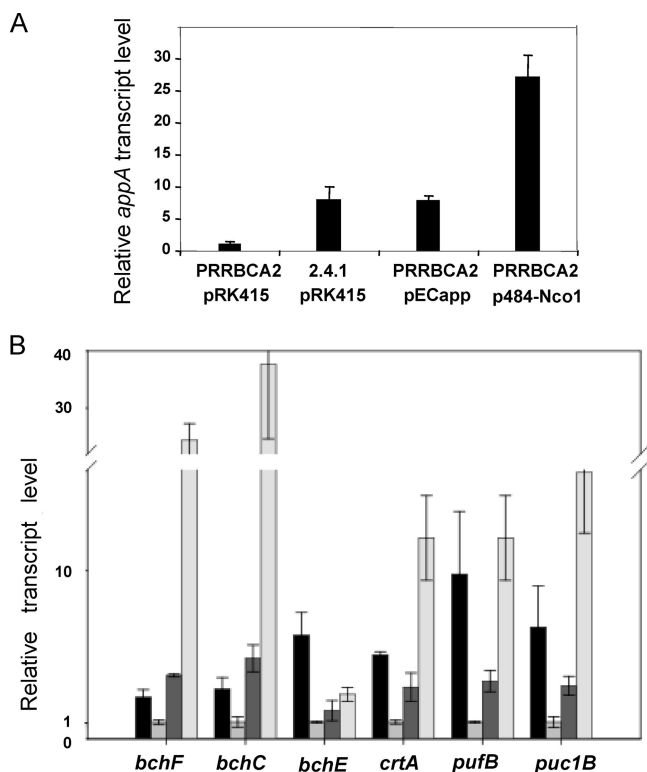 A
Relative appA transcript level
30
25
20
15
10
5
0
PRRBCA2 2.4.1 PRRBCA2 PRRBCA2
pRK415 pRK415 pECapp p484-Nco1
B
Relative transcript level
40
30
10
1
0
bchF bchC bchE crtA pufB puc1B